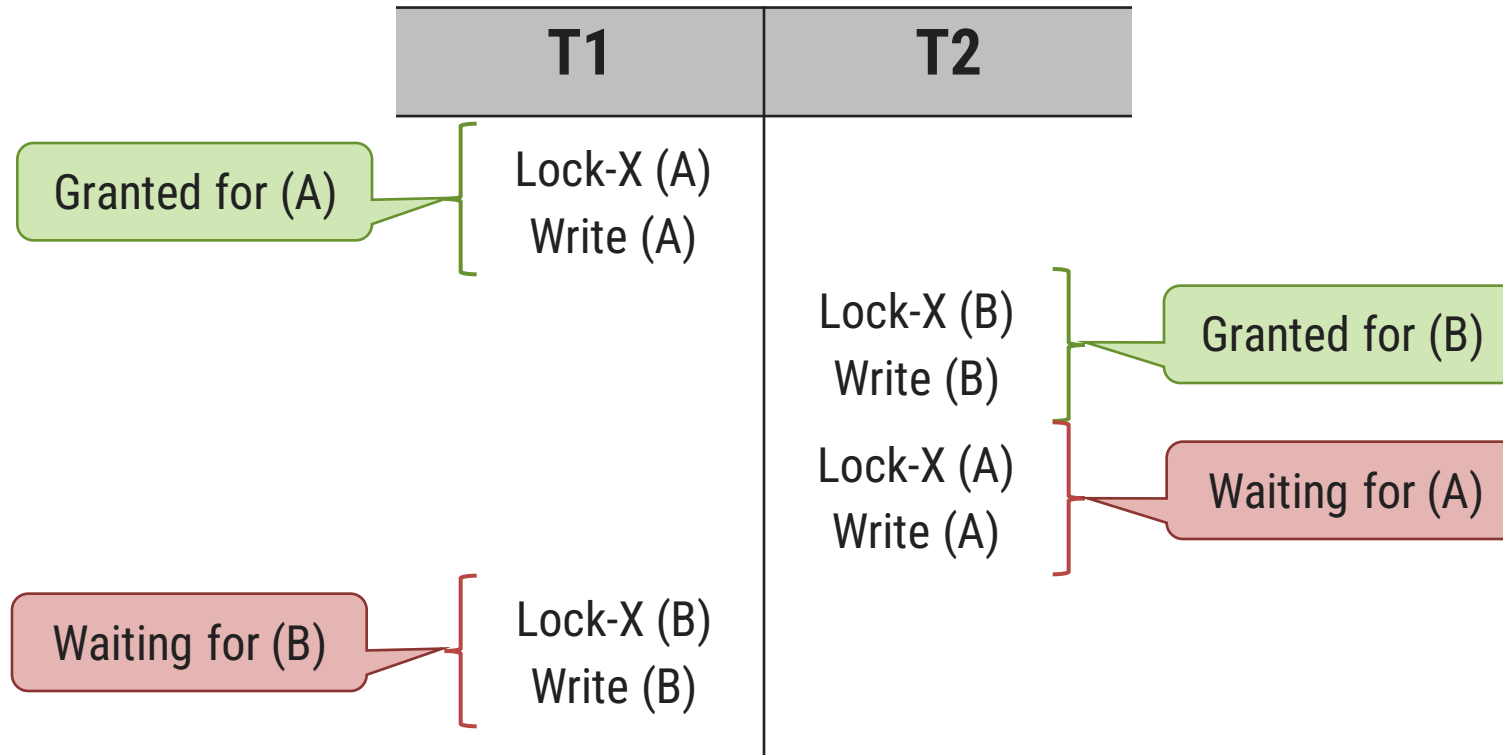 T1 T2
Granted for (A)
Lock-X (A)
Write (A)
Lock-X (B)
Write (B)
Granted for (B)
Lock-X (A)
Write (A)
Waiting for (A)
Waiting for (B)
Lock-X (B)
Write (B)